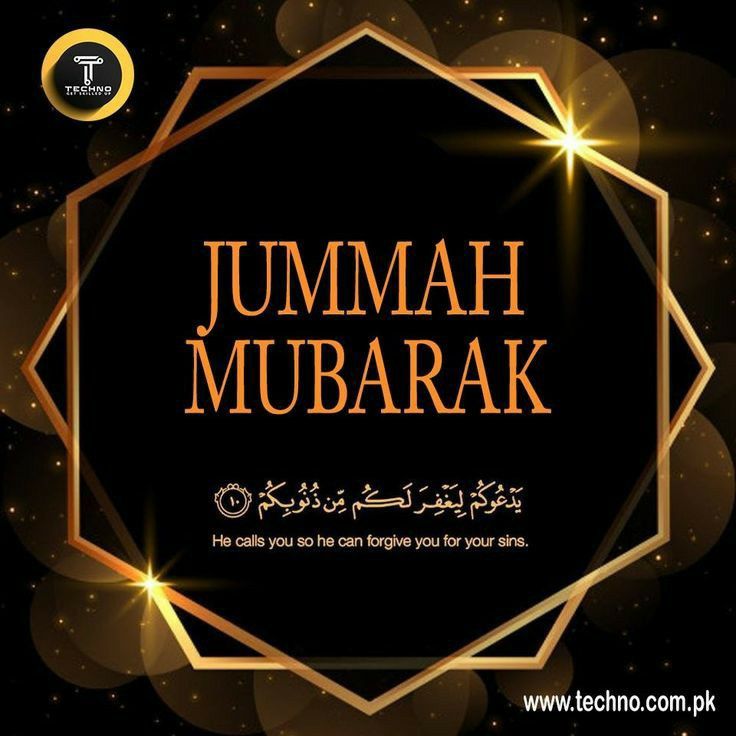 TECHNO
GET SKILLED UP
JUMMAH
MUBARAK
يَدْعُوكُمْ لِيَغْفِرَ لَكُم مِّن ذُنُوبِكُمْ ١٠
He calls you so he can forgive you for your sins.
www.techno.com.pk